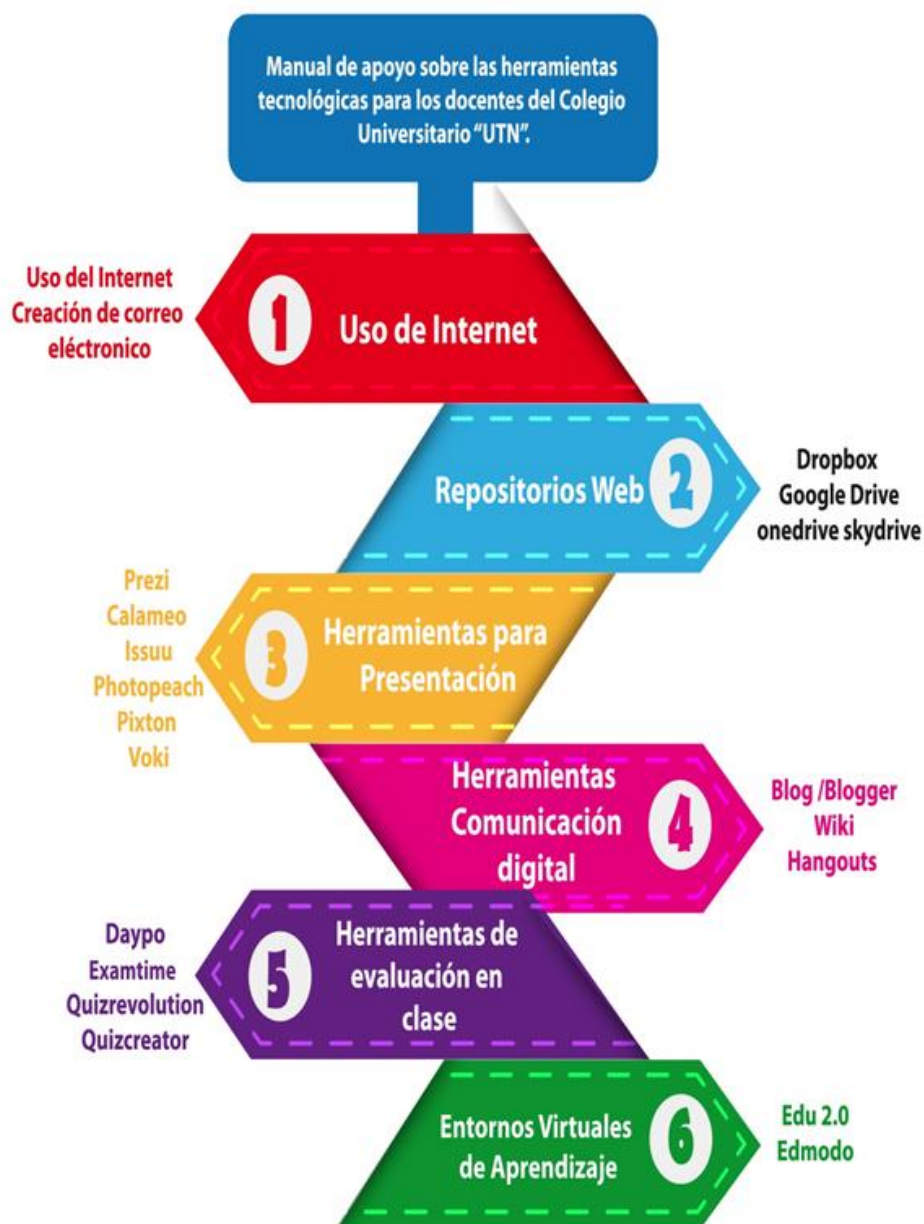 Manual de apoyo sobre las herramientas
tecnológicas para los docentes del Colegio
Universitario “UTN”.
Uso del Internet
Creación de correo
eléctronico
1
Uso de Internet
Repositorios Web
2
Dropbox
Google Drive
onedrive skydrive
Prezi
Calameo
Issuu
Photopeach
Pixton
Voki
3
Herramientas para
Presentación
Herramientas
Comunicación
digital
4
Blog /Blogger
Wiki
Hangouts
Daypo
Examtime
Quizrevolution
Quizcreator
5
Herramientas de
evaluación en
clase
Entornos Virtuales
de Aprendizaje
6
Edu 2.0
Edmodo